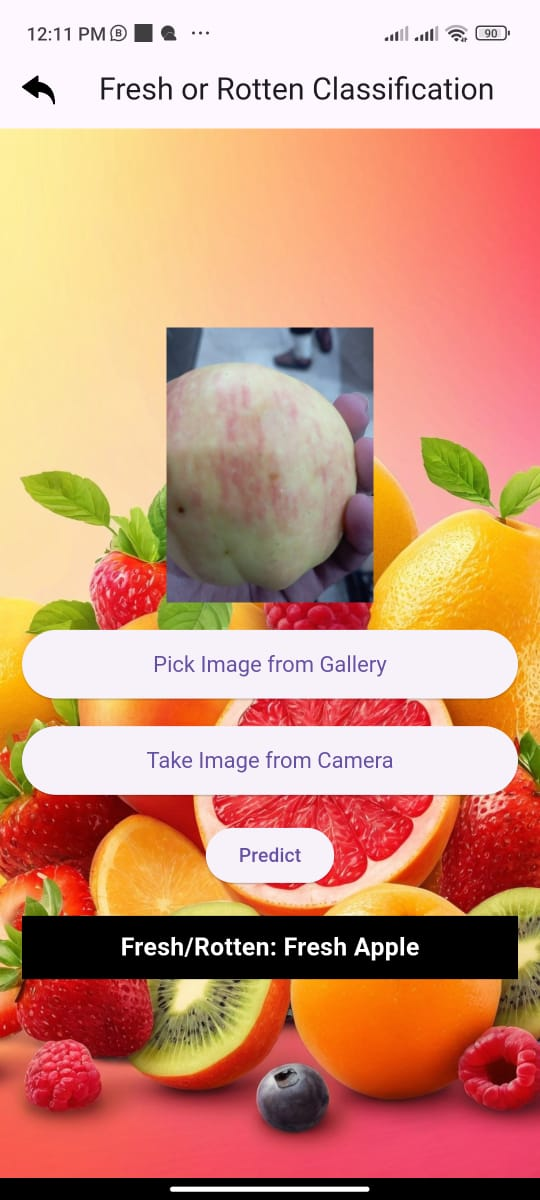 12:11 PM
90
Fresh or Rotten Classification
Pick Image from Gallery
Take Image from Camera
Predict
Fresh/Rotten: Fresh Apple